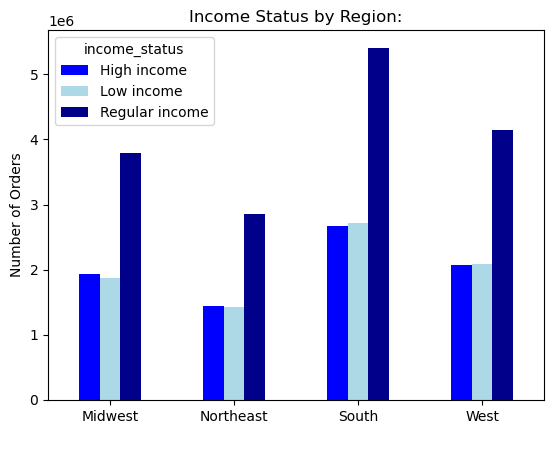 Income Status by Region:
1e6
income_status
High income
Low income
Regular income
Number of Orders
5
4
3
2
1
0
Midwest Northeast South West